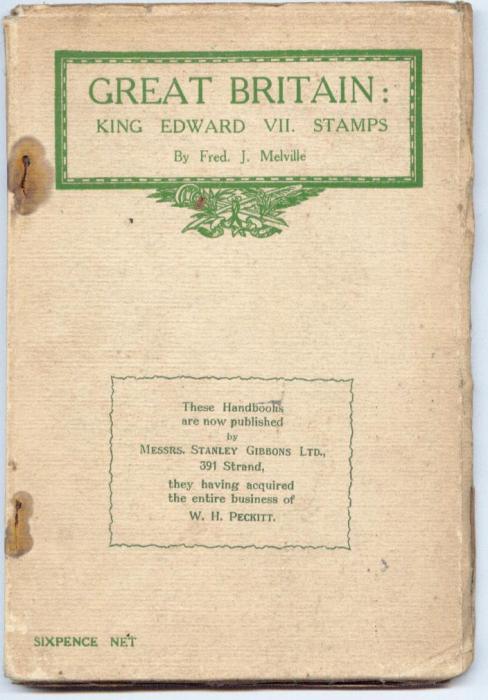 GREAT BRITAIN:
KING EDWARD VII. STAMPS
By Fred. J. Melville
These Handbooks
are now published
by
MESSRS. STANLEY GIBBONS LTD.,
391 Strand,
they having acquired
the entire business of
W. H. PECKITT.
SIXPENCE NET